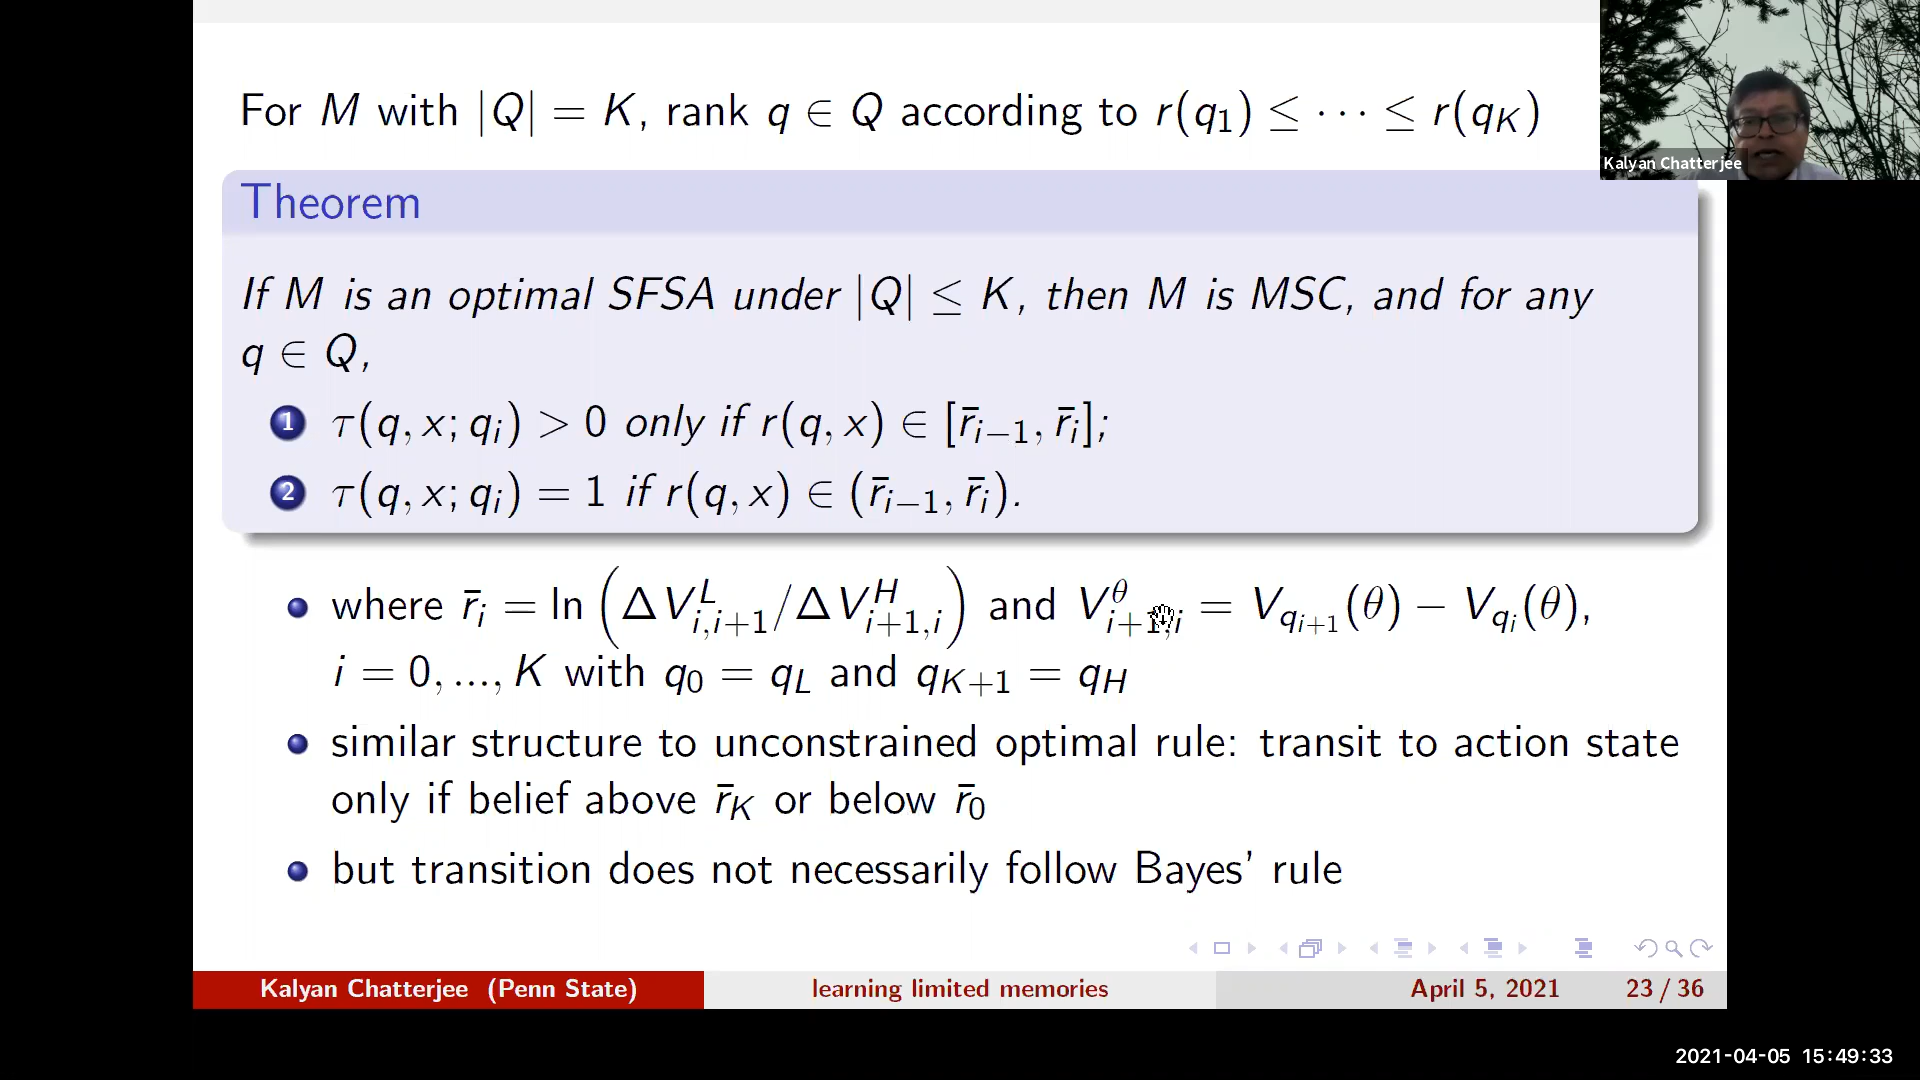 For M with |Q| = K, rank q ∈ Q according to r(q₁) ≤ ⋯ ≤ r(q_K)
Kalyan Chatterjee
Theorem
If M is an optimal SFSA under |Q| ≤ K, then M is MSC, and for any
q ∈ Q,
1 τ(q, x; q_i) > 0 only if r(q, x) ∈ [r̄_{i−1}, r̄_i];
2 τ(q, x; q_i) = 1 if r(q, x) ∈ (r̄_{i−1}, r̄_i).
where r̄_i = ln (ΔV^L_{i,i+1}/ΔV^H_{i+1,i}) and V^θ_{i+1,i} = V_{q_{i+1}}(θ) − V_{q_i}(θ),
i = 0, ..., K with q₀ = q_L and q_{K+1} = q_H
similar structure to unconstrained optimal rule: transit to action state
only if belief above r̄_K or below r̄₀
but transition does not necessarily follow Bayes' rule
Kalyan Chatterjee (Penn State) learning limited memories April 5, 2021 23 / 36
2021-04-05 15:49:33